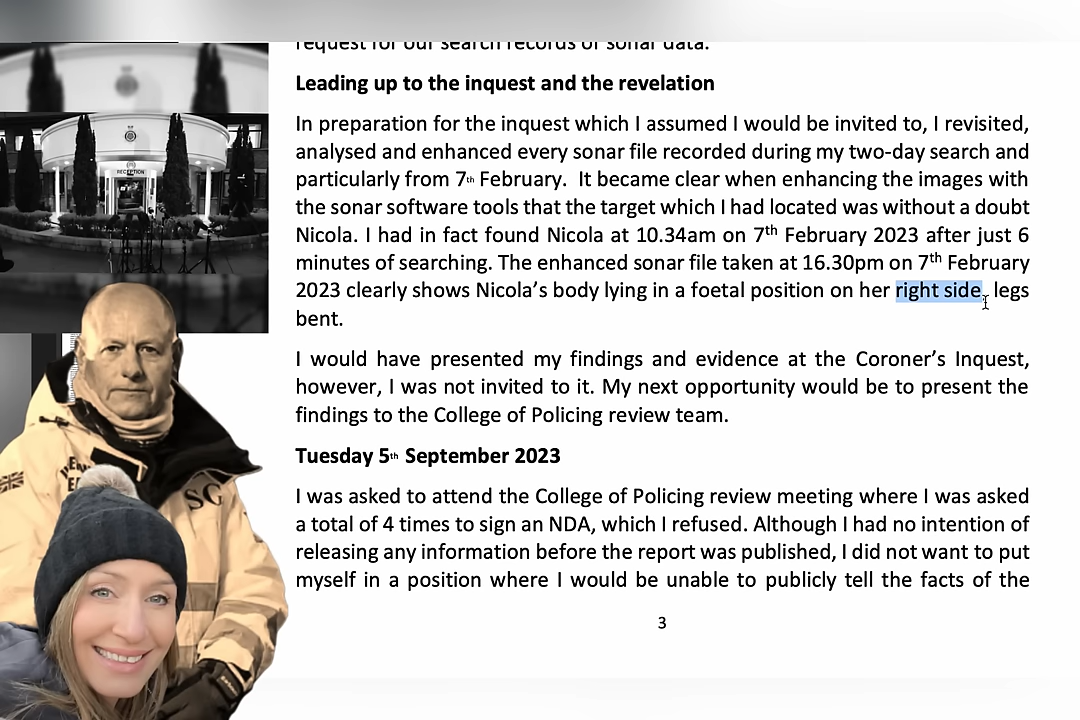 request for our search records of sonar data.
Leading up to the inquest and the revelation
In preparation for the inquest which I assumed I would be invited to, I revisited,
analysed and enhanced every sonar file recorded during my two-day search and
particularly from 7th February. It became clear when enhancing the images with
the sonar software tools that the target which I had located was without a doubt
Nicola. I had in fact found Nicola at 10.34am on 7th February 2023 after just 6
minutes of searching. The enhanced sonar file taken at 16.30pm on 7th February
2023 clearly shows Nicola's body lying in a foetal position on her right side, legs
bent.
I would have presented my findings and evidence at the Coroner's Inquest,
however, I was not invited to it. My next opportunity would be to present the
findings to the College of Policing review team.
Tuesday 5th September 2023
I was asked to attend the College of Policing review meeting where I was asked
a total of 4 times to sign an NDA, which I refused. Although I had no intention of
releasing any information before the report was published, I did not want to put
myself in a position where I would be unable to publicly tell the facts of the
3
RECEPTION
SG